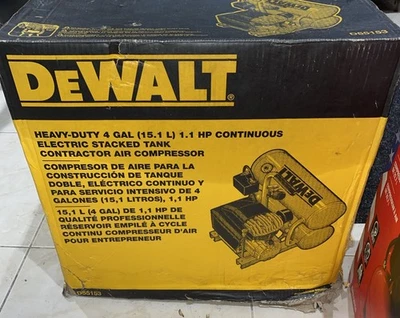 D55153
DEWALT
HEAVY-DUTY 4 GAL (15.1 L) 1.1 HP CONTINUOUS
ELECTRIC STACKED TANK
CONTRACTOR AIR COMPRESSOR
COMPRESOR DE AIRE PARA LA
CONSTRUCCIÓN DE TANQUE
DOBLE, ELÉCTRICO CONTINUO Y
PARA SERVICIO INTENSIVO DE 4
GALONES (15,1 LITROS), 1,1 HP
15,1 L (4 GAL) DE 1,1 HP DE
QUALITÉ PROFESSIONNELLE
RÉSERVOIR EMPILÉ À CYCLE
CONTINU COMPRESSEUR D'AIR
POUR ENTREPRENEUR
DEWALT
D55153